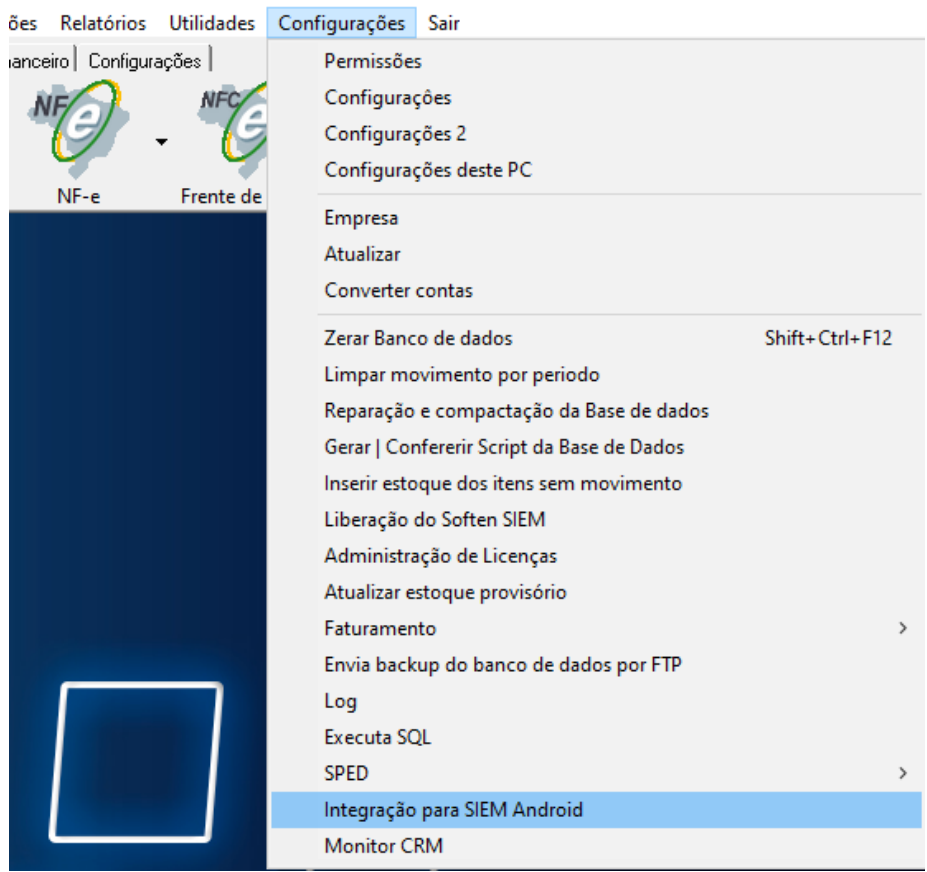 ões Relatórios Utilidades Configurações Sair
anceiro Configurações
NF e
NFC e
NF-e
Frente de
Permissões
Configuraçôes
Configurações 2
Configurações deste PC
Empresa
Atualizar
Converter contas
Zerar Banco de dados Shift+Ctrl+F12
Limpar movimento por periodo
Reparação e compactação da Base de dados
Gerar | Confererir Script da Base de Dados
Inserir estoque dos itens sem movimento
Liberação do Soften SIEM
Administração de Licenças
Atualizar estoque provisório
Faturamento >
Envia backup do banco de dados por FTP
Log
Executa SQL
SPED >
Integração para SIEM Android
Monitor CRM